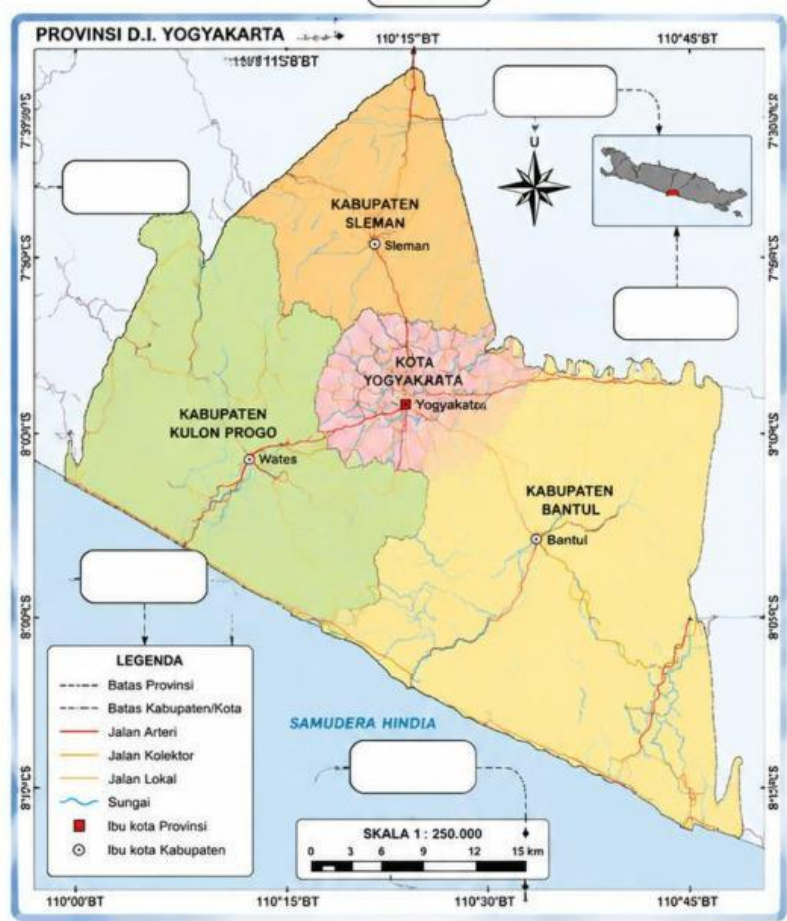 PROVINSI D.I. YOGYAKARTA
110°15°BT
110°45°BT
U
KABUPATEN
SLEMAN
Sleman
KOTA
YOGYAKRATA
KABUPATEN
KULON PROGO
Wates
KABUPATEN
BANTUL
Bantul
LEGENDA
Batas Provinsi
Batas Kabupaten/Kota
Jalan Arteri
Jalan Kolektor
Jalan Lokal
Sungai
Ibu kota Provinsi
Ibu kota Kabupaten
SAMUDERA HINDIA
SKALA 1 : 250.000
0 3 6 9 12 15 km
110°00°BT
110°15°BT
110°30°BT
110°45°BT